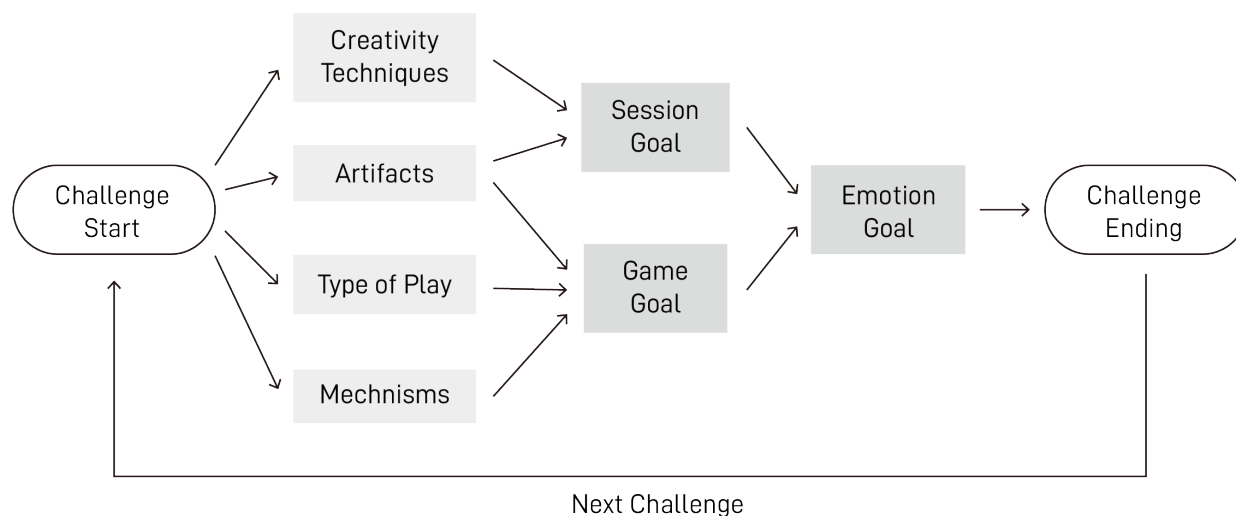 Creativity
Techniques
Artifacts
Type of Play
Mechnisms
Challenge
Start
Session
Goal
Game
Goal
Emotion
Goal
Challenge
Ending
Next Challenge